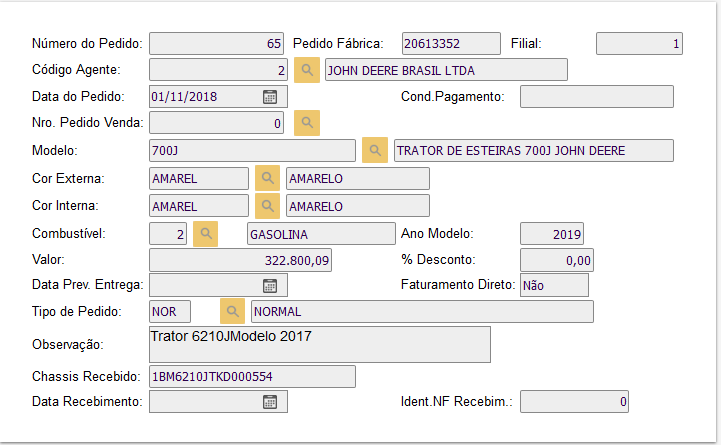 Número do Pedido: 65 Pedido Fábrica: 20613352 Filial: 1
Código Agente: 2 JOHN DEERE BRASIL LTDA
Data do Pedido: 01/11/2018 Cond.Pagamento:
Nro. Pedido Venda: 0
Modelo: 700J TRATOR DE ESTEIRAS 700J JOHN DEERE
Cor Externa: AMAREL AMARELO
Cor Interna: AMAREL AMARELO
Combustível: 2 GASOLINA Ano Modelo: 2019
Valor: 322.800,09 % Desconto: 0,00
Data Prev. Entrega: Faturamento Direto: Não
Tipo de Pedido: NOR NORMAL
Observação: Trator 6210JModelo 2017
Chassis Recebido: 1BM6210JTKD000554
Data Recebimento: Ident.NF Recebim.: 0